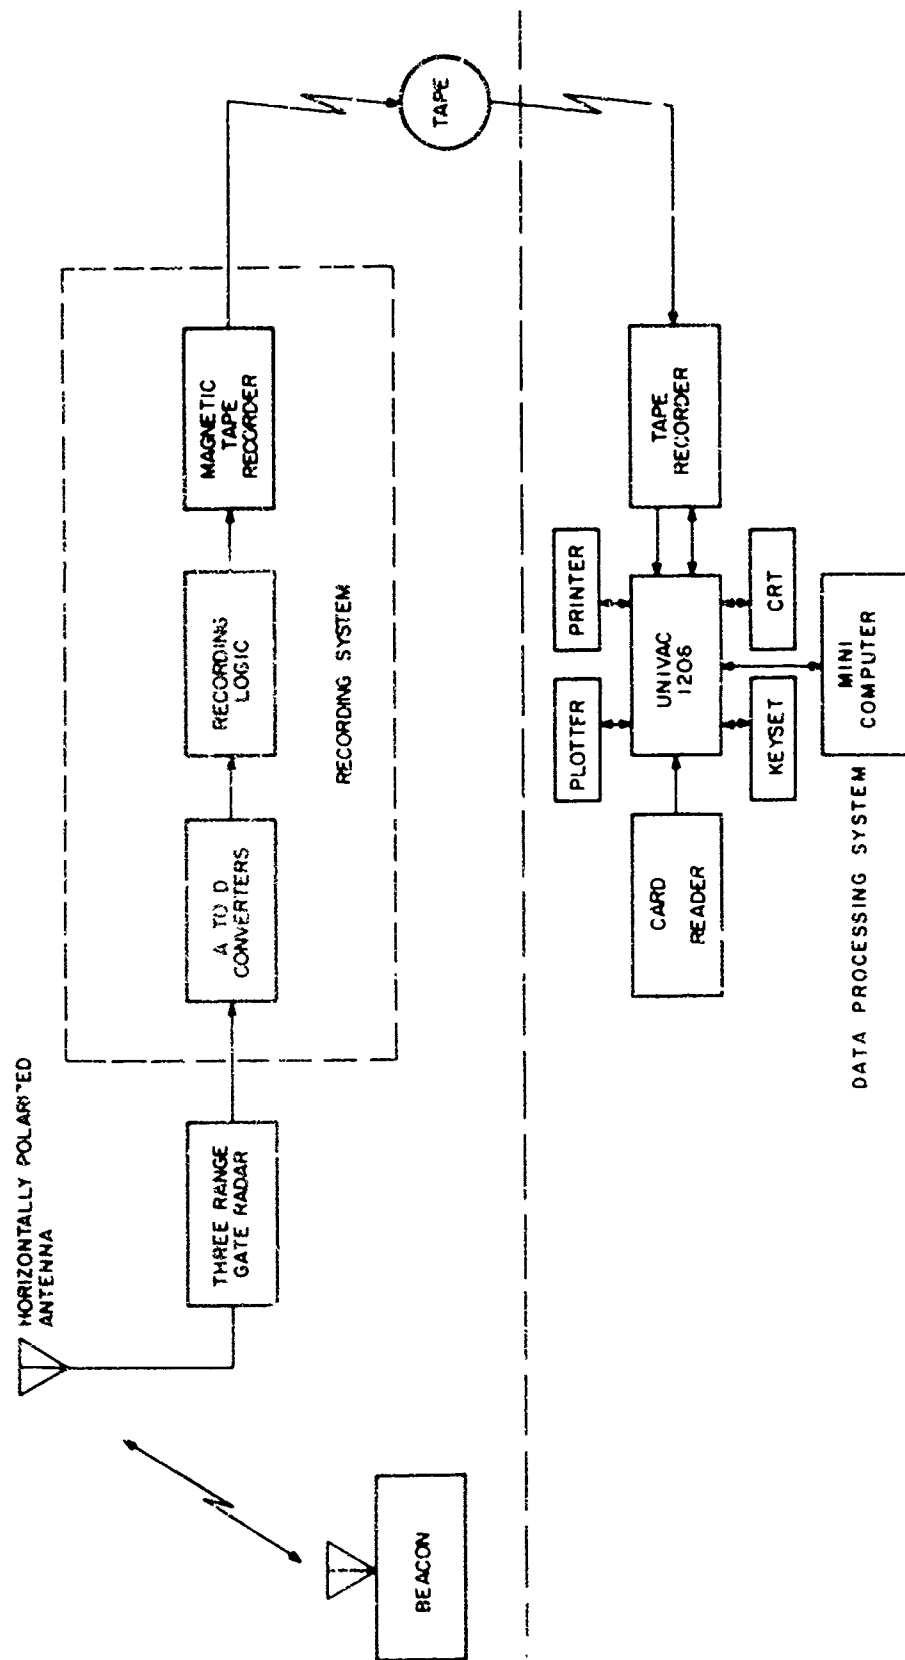 HORIZONTALLY POLARIZED
ANTENNA
BEACON
THREE RANGE
GATE RADAR
A TO D
CONVERTERS
RECORDING
LOGIC
MAGNETIC
TAPE
RECORDER
RECORDING SYSTEM
TAPE
CARD
READER
PLOTTER
PRINTER
UNIVAC
1206
TAPE
RECORDER
KEYSET
CRT
MINI
COMPUTER
DATA PROCESSING SYSTEM